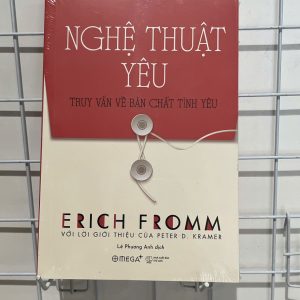 NGHỆ THUẬT
YÊU
TRUY VẤN VỀ BẢN CHẤT TÌNH YÊU
ERICH FROMM
VỚI LỜI GIỚI THIỆU CỦA PETER D. KRAMER
Lê Phương Anh dịch
OMEGA+